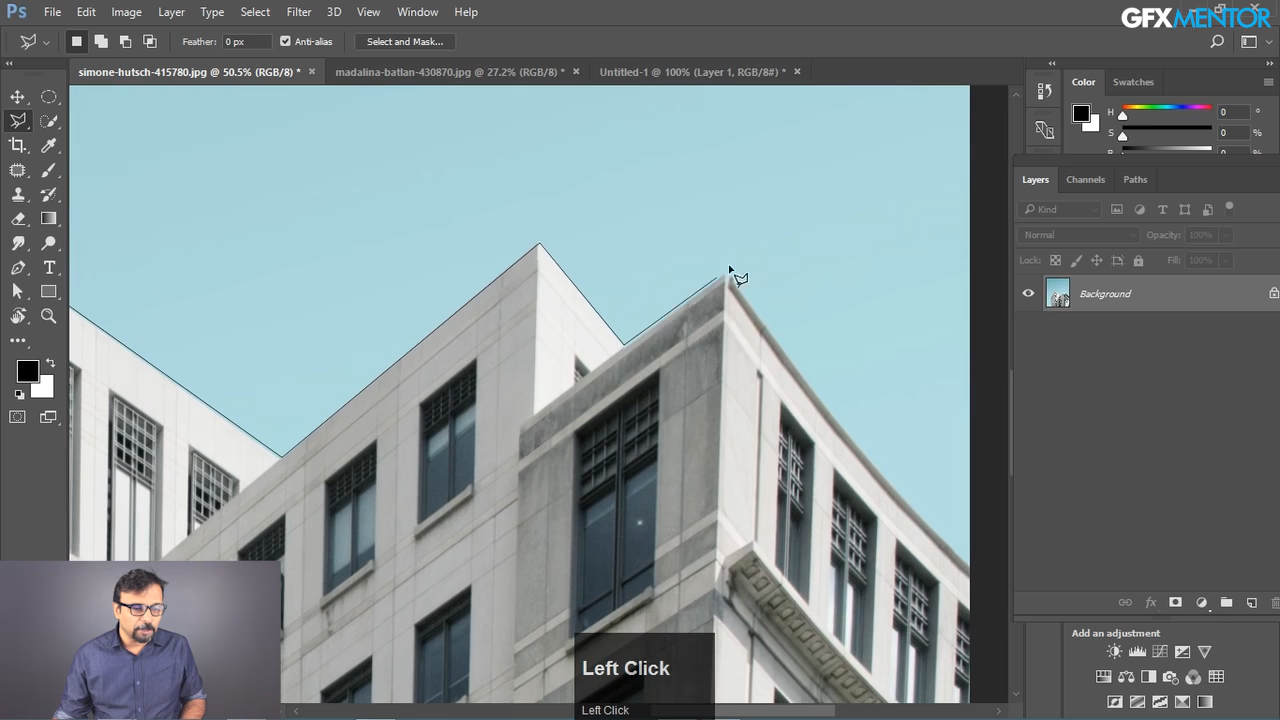 Ps File Edit Image Layer Type Select Filter 3D View Window Help
GFXMENTOR
Feather: 0 px Anti-alias Select and Mask...
simone-hutsch-415780.jpg @ 50.5% (RGB/8) * × madalina-batlan-430870.jpg @ 27.2% (RGB/8) * × Untitled-1 @ 100% (Layer 1, RGB/8#) * ×
Color Swatches
H 0 °
S 0 %
Layers Channels Paths
Kind
Normal Opacity: 100%
Lock: Fill: 100%
Background
Add an adjustment
Left Click
Left Click